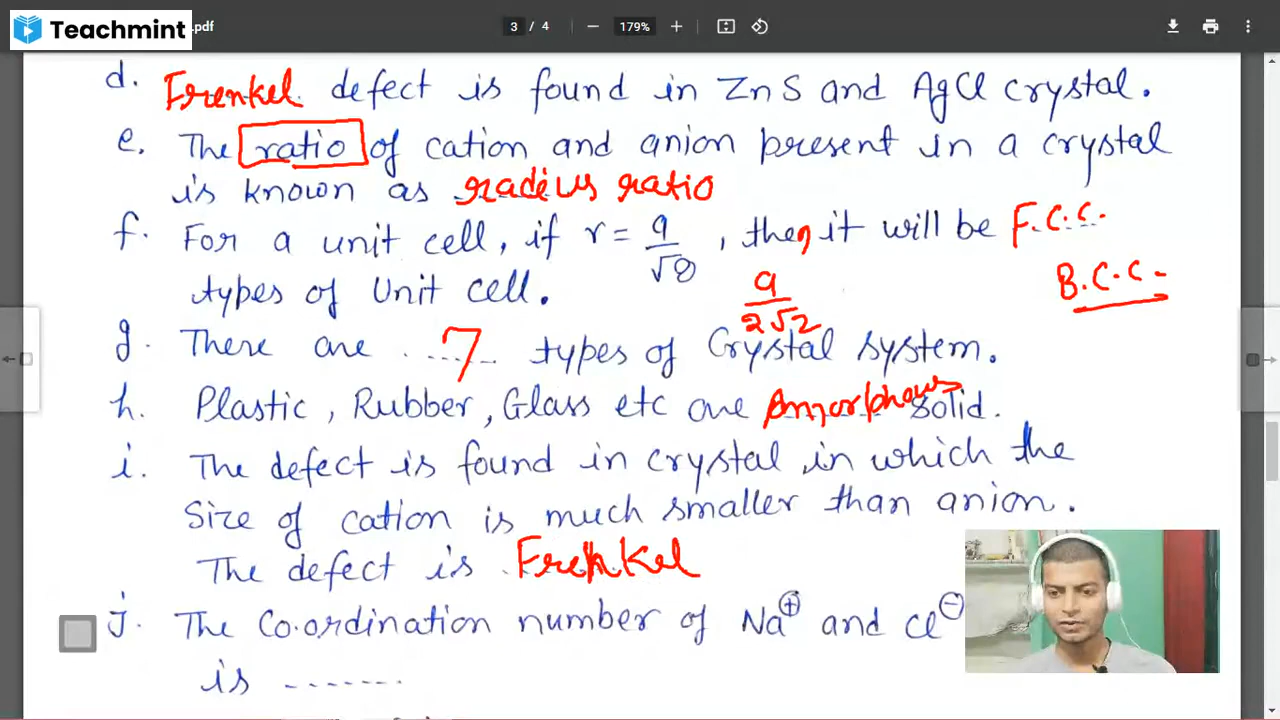 Teachmint
.pdf
3 / 4
179%
d. Frenkel defect is found in ZnS and AgCl crystal.
e. The ratio of cation and anion present in a crystal
is known as radius ratio
f. For a unit cell, if r = a/√8, then it will be F.C.C.
a/2√2
B.C.C.
types of Unit cell.
g. There are ...7... types of Crystal system.
h. Plastic, Rubber, Glass etc are Amorphous solid.
i. The defect is found in crystal in which the
Size of cation is much smaller than anion.
The defect is Frenkel
j. The Co.ordination number of Na⊕ and Cl⊖
is .......